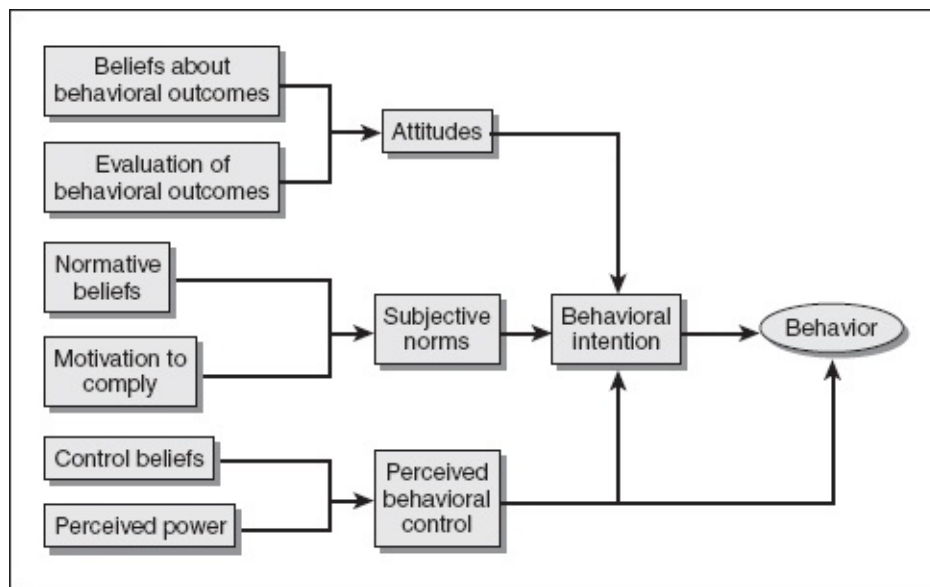 Beliefs about
behavioral outcomes
Attitudes
Evaluation of
behavioral outcomes
Normative
beliefs
Subjective
norms
Behavioral
intention
Behavior
Motivation to
comply
Control beliefs
Perceived
behavioral
control
Perceived power